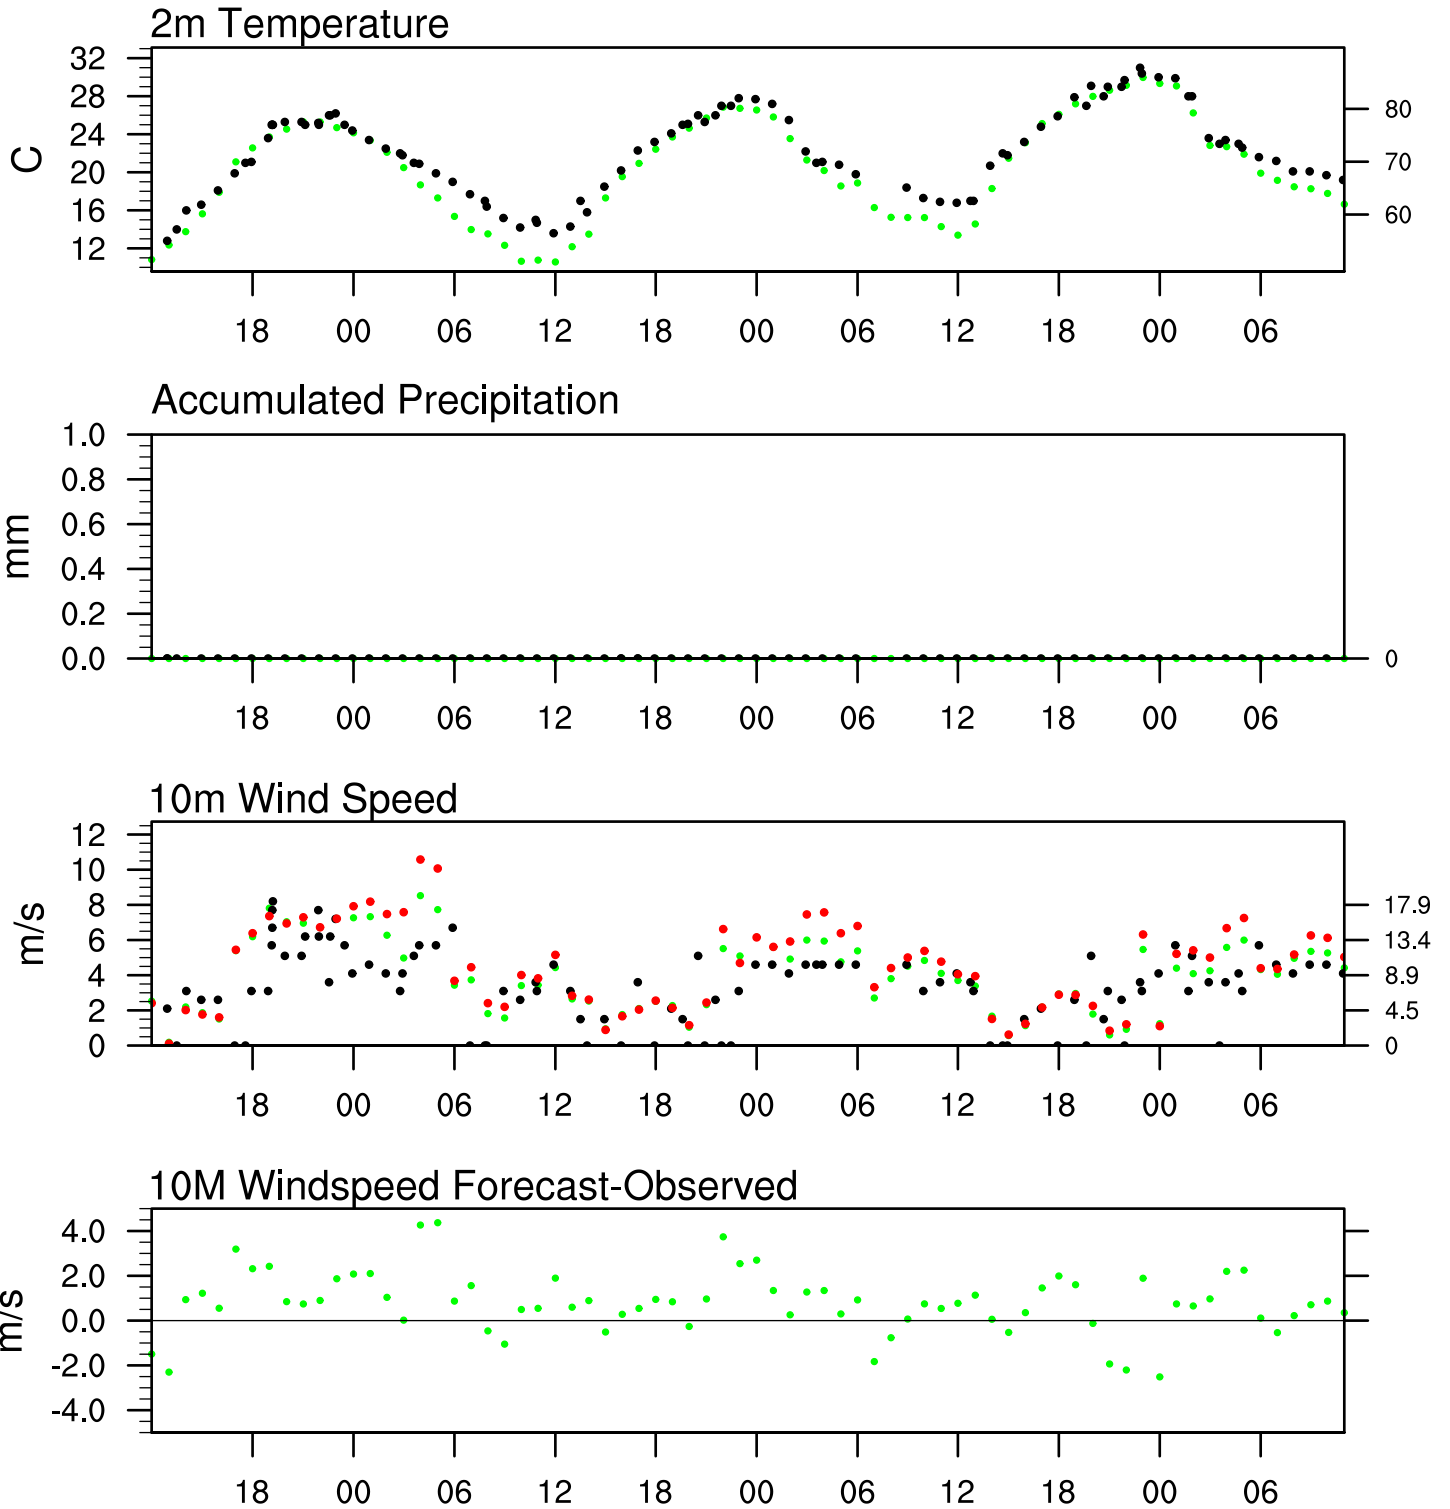 2m Temperature
32
28
24
20
16
12
C
80
70
60
18 00 06 12 18 00 06 12 18 00 06
Accumulated Precipitation
1.0
0.8
0.6
0.4
0.2
0.0
mm
0
18 00 06 12 18 00 06 12 18 00 06
10m Wind Speed
12
10
8
6
4
2
0
m/s
17.9
13.4
8.9
4.5
0
18 00 06 12 18 00 06 12 18 00 06
10M Windspeed Forecast-Observed
4.0
2.0
0.0
-2.0
-4.0
m/s
18 00 06 12 18 00 06 12 18 00 06